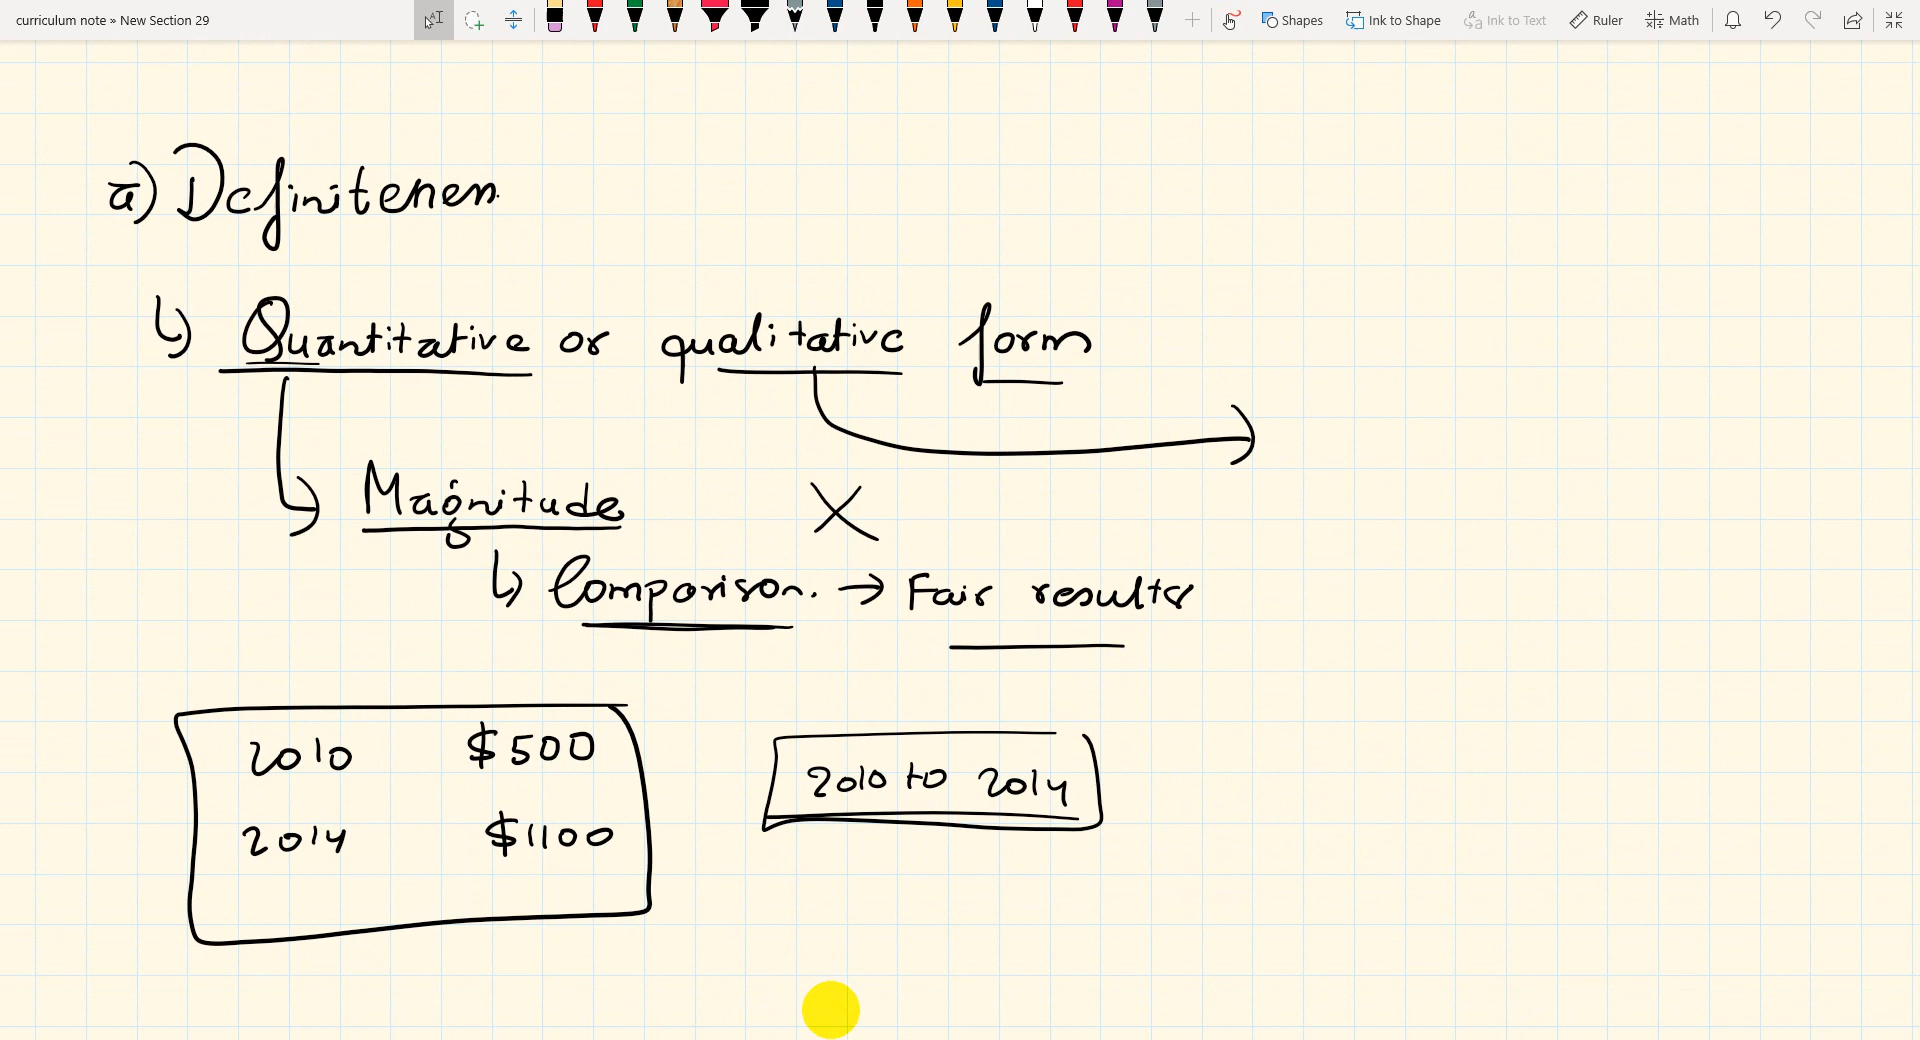 curriculum note » New Section 29
Shapes Ink to Shape Ink to Text Ruler Math
a) Definiteness
Quantitative or qualitative form
Magnitude X
Comparison. → Fair results
2010 $500
2014 $1100
2010 to 2014